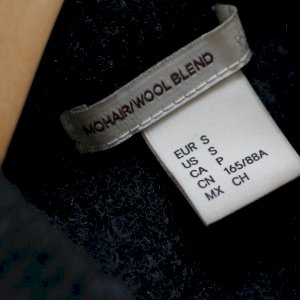 MOHAIR/WOOL BLEND
EUR S
US S
CA P
CN 165/88A
MX CH